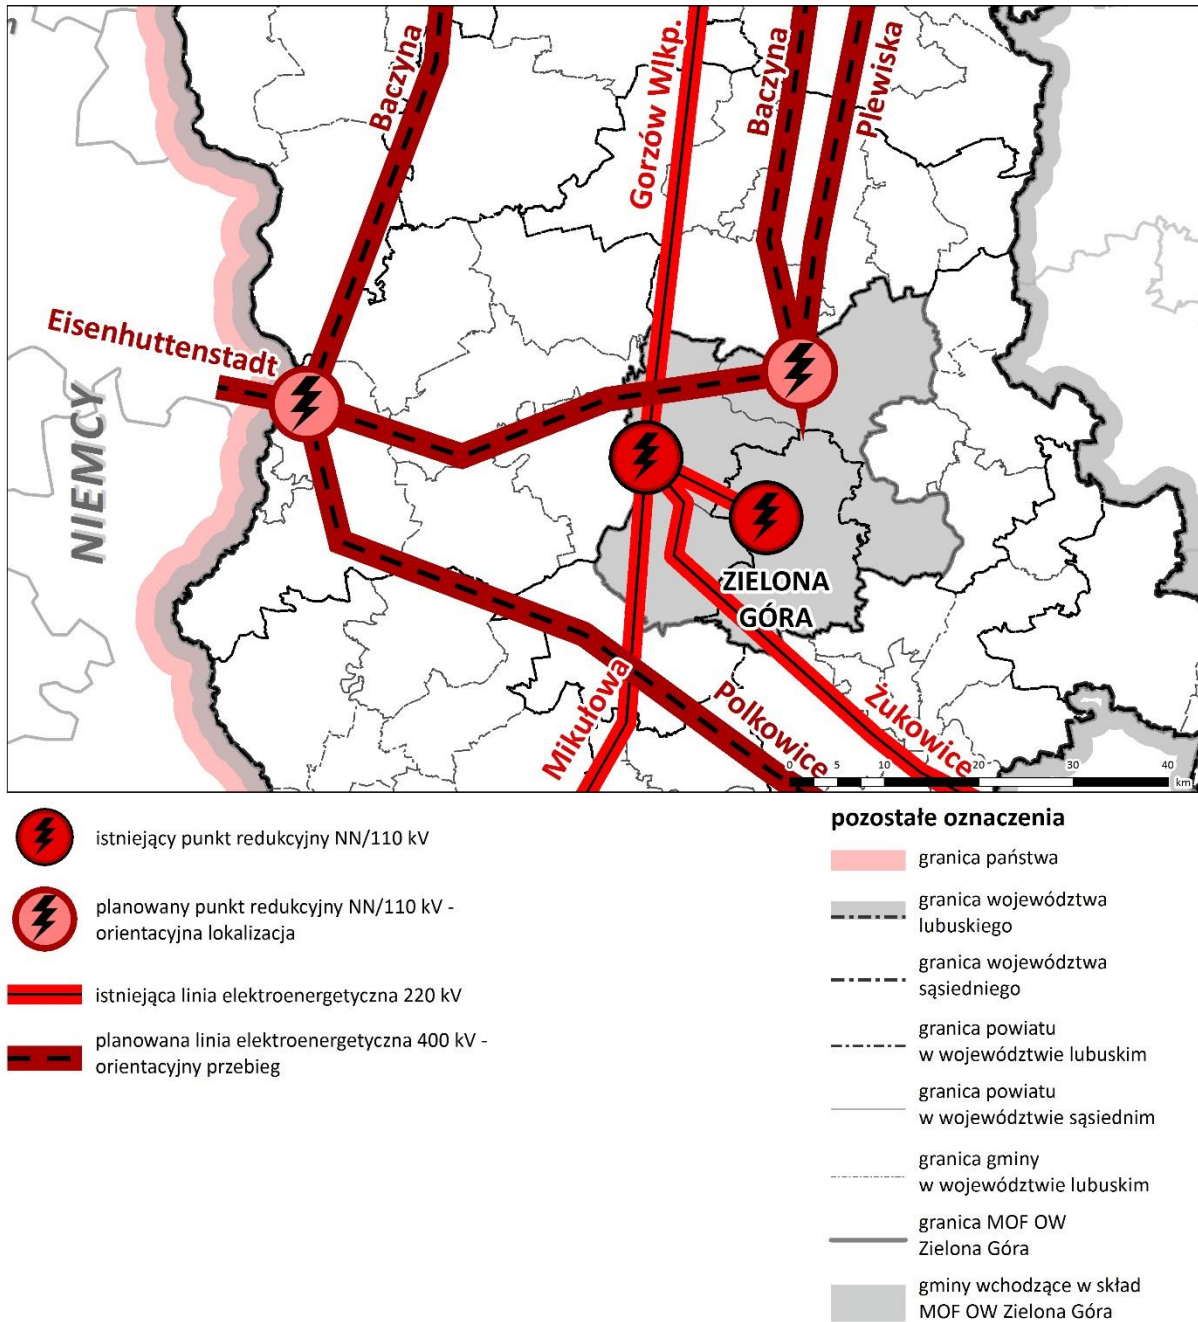 Baczyna
Gorzów Wlkp.
Baczyna
Plewiska
Eisenhuttenstadt
NIEMCY
ZIELONA
GÓRA
Mikułowa
Polkowice
Żukowice
0 5 10 20 30 40
km
istniejący punkt redukcyjny NN/110 kV
planowany punkt redukcyjny NN/110 kV -
orientacyjna lokalizacja
istniejąca linia elektroenergetyczna 220 kV
planowana linia elektroenergetyczna 400 kV -
orientacyjny przebieg
pozostałe oznaczenia
granica państwa
granica województwa
lubuskiego
granica województwa
sąsiedniego
granica powiatu
w województwie lubuskim
granica powiatu
w województwie sąsiednim
granica gminy
w województwie lubuskim
granica MOF OW
Zielona Góra
gminy wchodzące w skład
MOF OW Zielona Góra